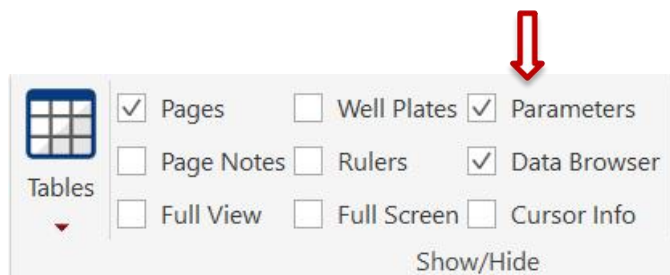 Pages Well Plates Parameters
Page Notes Rulers Data Browser
Tables
Full View Full Screen Cursor Info
Show/Hide